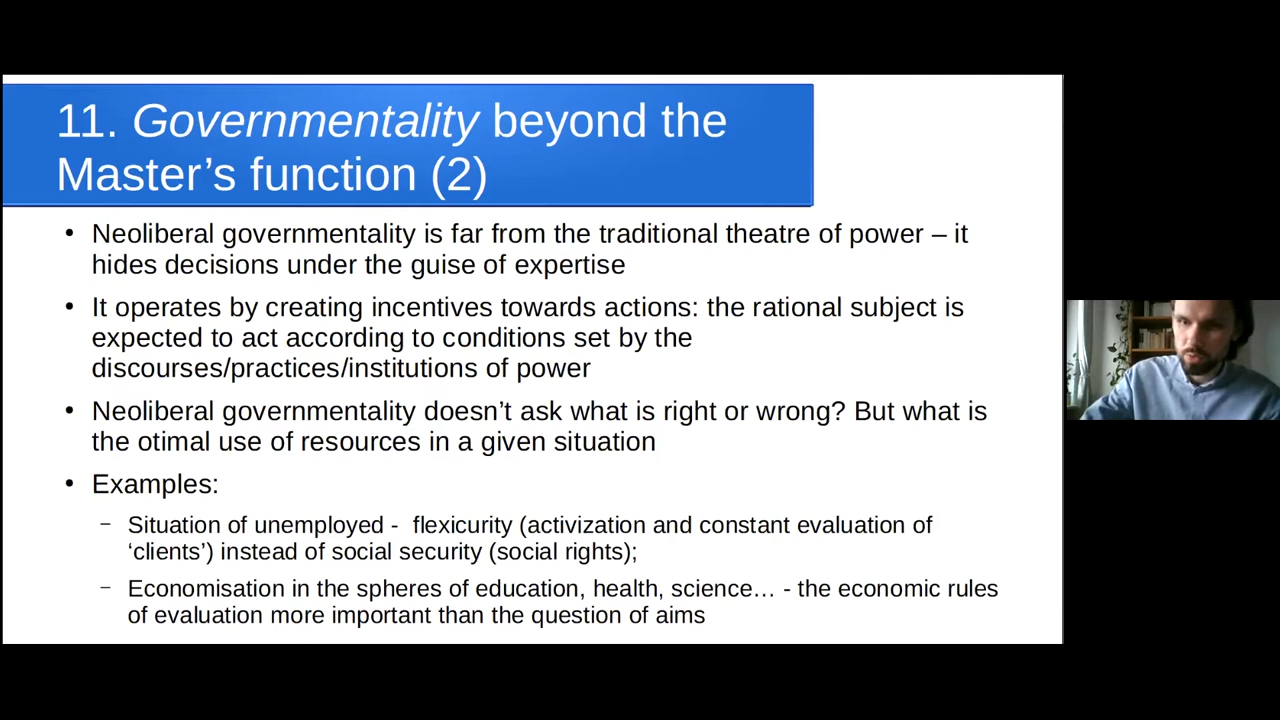 11. Governmentality beyond the
Master’s function (2)
• Neoliberal governmentality is far from the traditional theatre of power – it
hides decisions under the guise of expertise
• It operates by creating incentives towards actions: the rational subject is
expected to act according to conditions set by the
discourses/practices/institutions of power
• Neoliberal governmentality doesn’t ask what is right or wrong? But what is
the otimal use of resources in a given situation
• Examples:
– Situation of unemployed - flexicurity (activization and constant evaluation of
‘clients’) instead of social security (social rights);
– Economisation in the spheres of education, health, science… - the economic rules
of evaluation more important than the question of aims